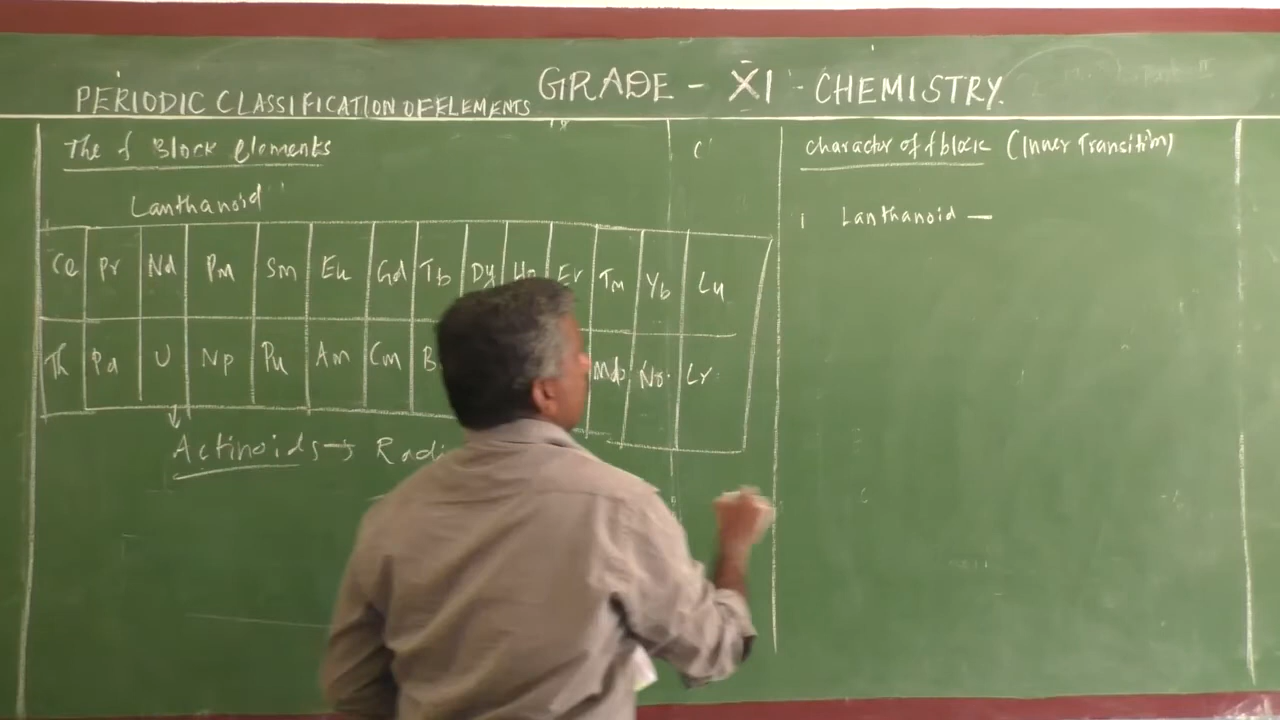 PERIODIC CLASSIFICATION OF ELEMENTS
GRADE - XI - CHEMISTRY.
The f Block elements
Lanthanoid
Ce Pr Nd Pm Sm Eu Gd Tb Dy Ho Er Tm Yb Lu
Th Pa U Np Pu Am Cm B Md No Lr
Actinoids → Radi
character of f block (Inner Transition)
i Lanthanoid —